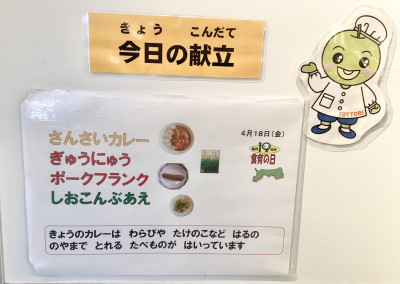 きょう こんだて
今日の献立
TOTTORI
さんさいカレー
ぎゅうにゅう
ポークフランク
しおこんぶあえ
4月18日(金)
毎月19日は
食育の日
きょうのカレーは わらびや たけのこなど はるの
のやまで とれる たべものが はいっています